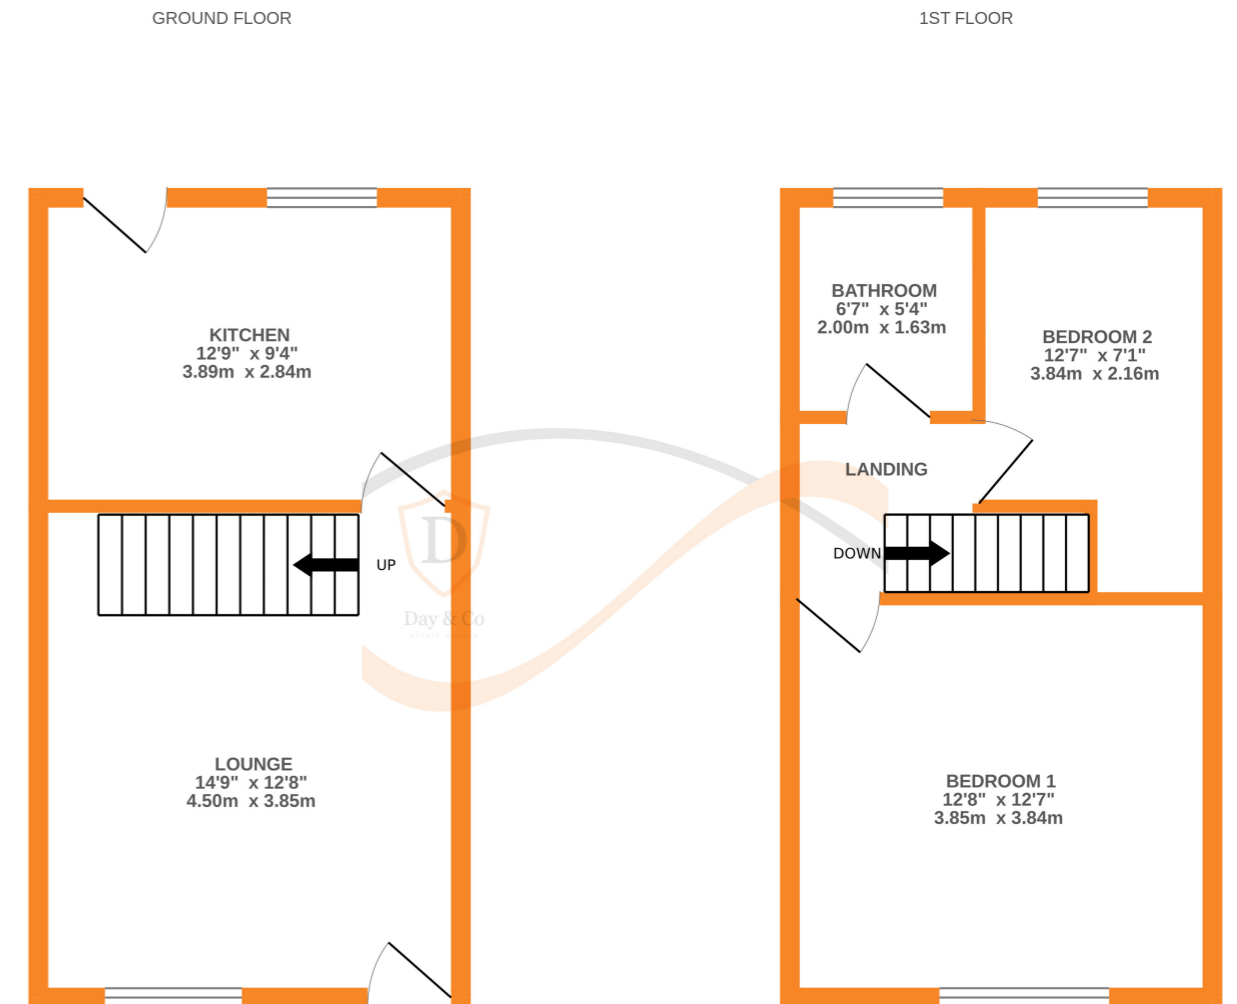 GROUND FLOOR
1ST FLOOR
KITCHEN
12'9" x 9'4"
3.89m x 2.84m
UP
D
Day & Co
LOUNGE
14'9" x 12'8"
4.50m x 3.85m
BATHROOM
6'7" x 5'4"
2.00m x 1.63m
BEDROOM 2
12'7" x 7'1"
3.84m x 2.16m
LANDING
DOWN
BEDROOM 1
12'8" x 12'7"
3.85m x 3.84m